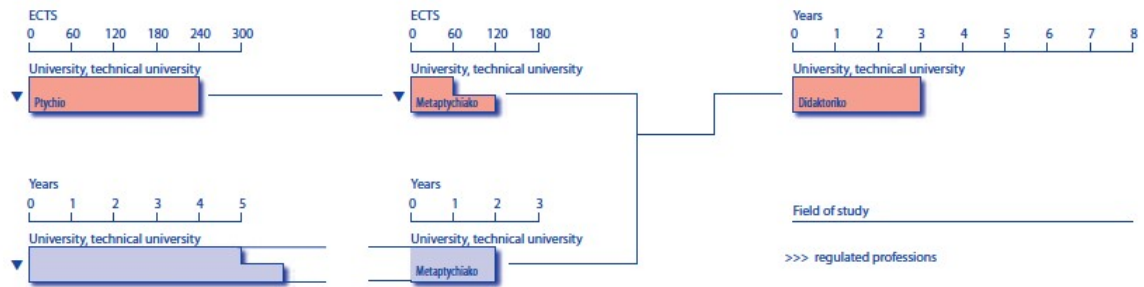 ECTS
0 60 120 180 240 300
University, technical university
Ptychio
ECTS
0 60 120 180
University, technical university
Metaptychiako
Years
0 1 2 3 4 5 6 7 8
University, technical university
Didaktoriko
Years
0 1 2 3 4 5
University, technical university
Years
0 1 2 3
University, technical university
Metaptychiako
Field of study
>>> regulated professions